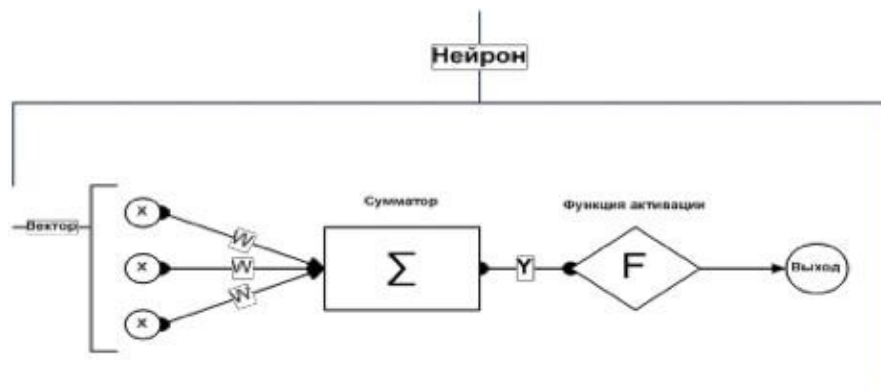 Нейрон
Сумматор
Функция активации
Вектор
X
W
X
W
Σ
Y
F
Выход
X
W